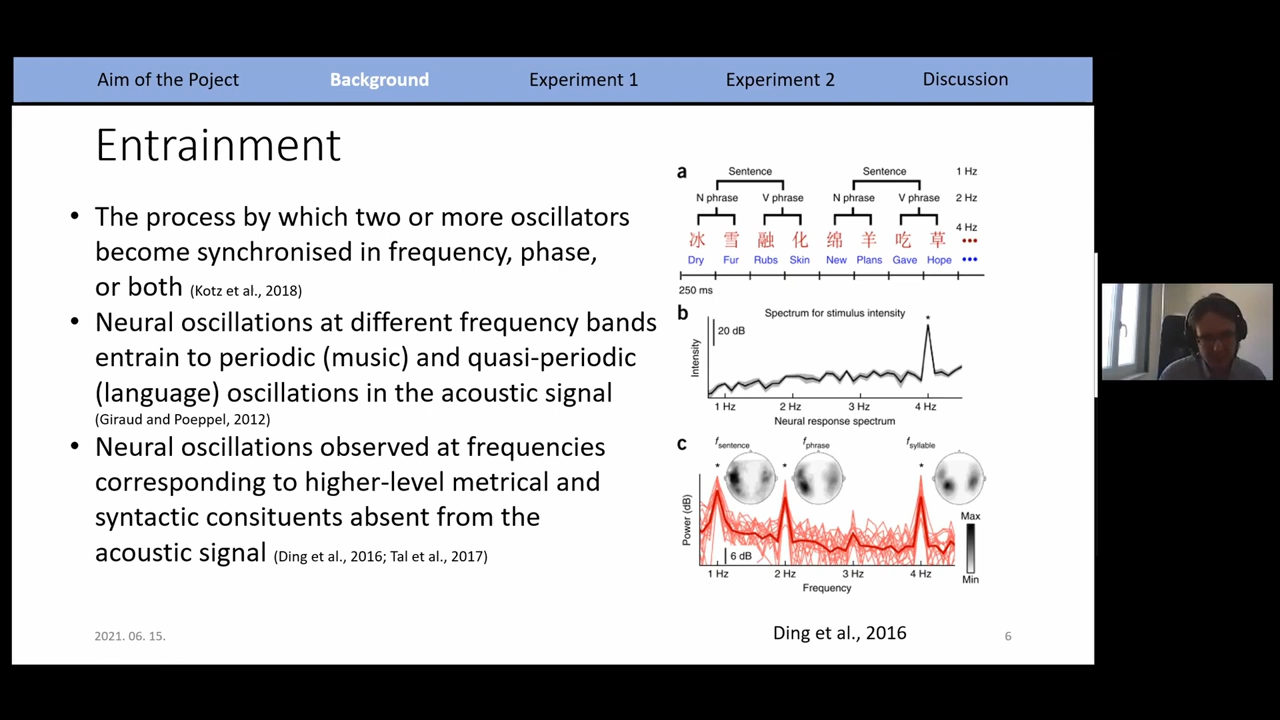 Aim of the Poject Background Experiment 1 Experiment 2 Discussion
Entrainment
• The process by which two or more oscillators
become synchronised in frequency, phase,
or both (Kotz et al., 2018)
• Neural oscillations at different frequency bands
entrain to periodic (music) and quasi-periodic
(language) oscillations in the acoustic signal
(Giraud and Poeppel, 2012)
• Neural oscillations observed at frequencies
corresponding to higher-level metrical and
syntactic consituents absent from the
acoustic signal (Ding et al., 2016; Tal et al., 2017)
a
Sentence Sentence 1 Hz
N phrase V phrase N phrase V phrase 2 Hz
4 Hz
冰 雪 融 化 绵 羊 吃 草 •••
Dry Fur Rubs Skin New Plans Gave Hope •••
250 ms
b
Spectrum for stimulus intensity
*
20 dB
Intensity
1 Hz 2 Hz 3 Hz 4 Hz
Neural response spectrum
c
fsentence fphrase fsyllable
* * *
Power (dB)
6 dB
Max
Min
1 Hz 2 Hz 3 Hz 4 Hz
Frequency
Ding et al., 2016
2021. 06. 15.
6